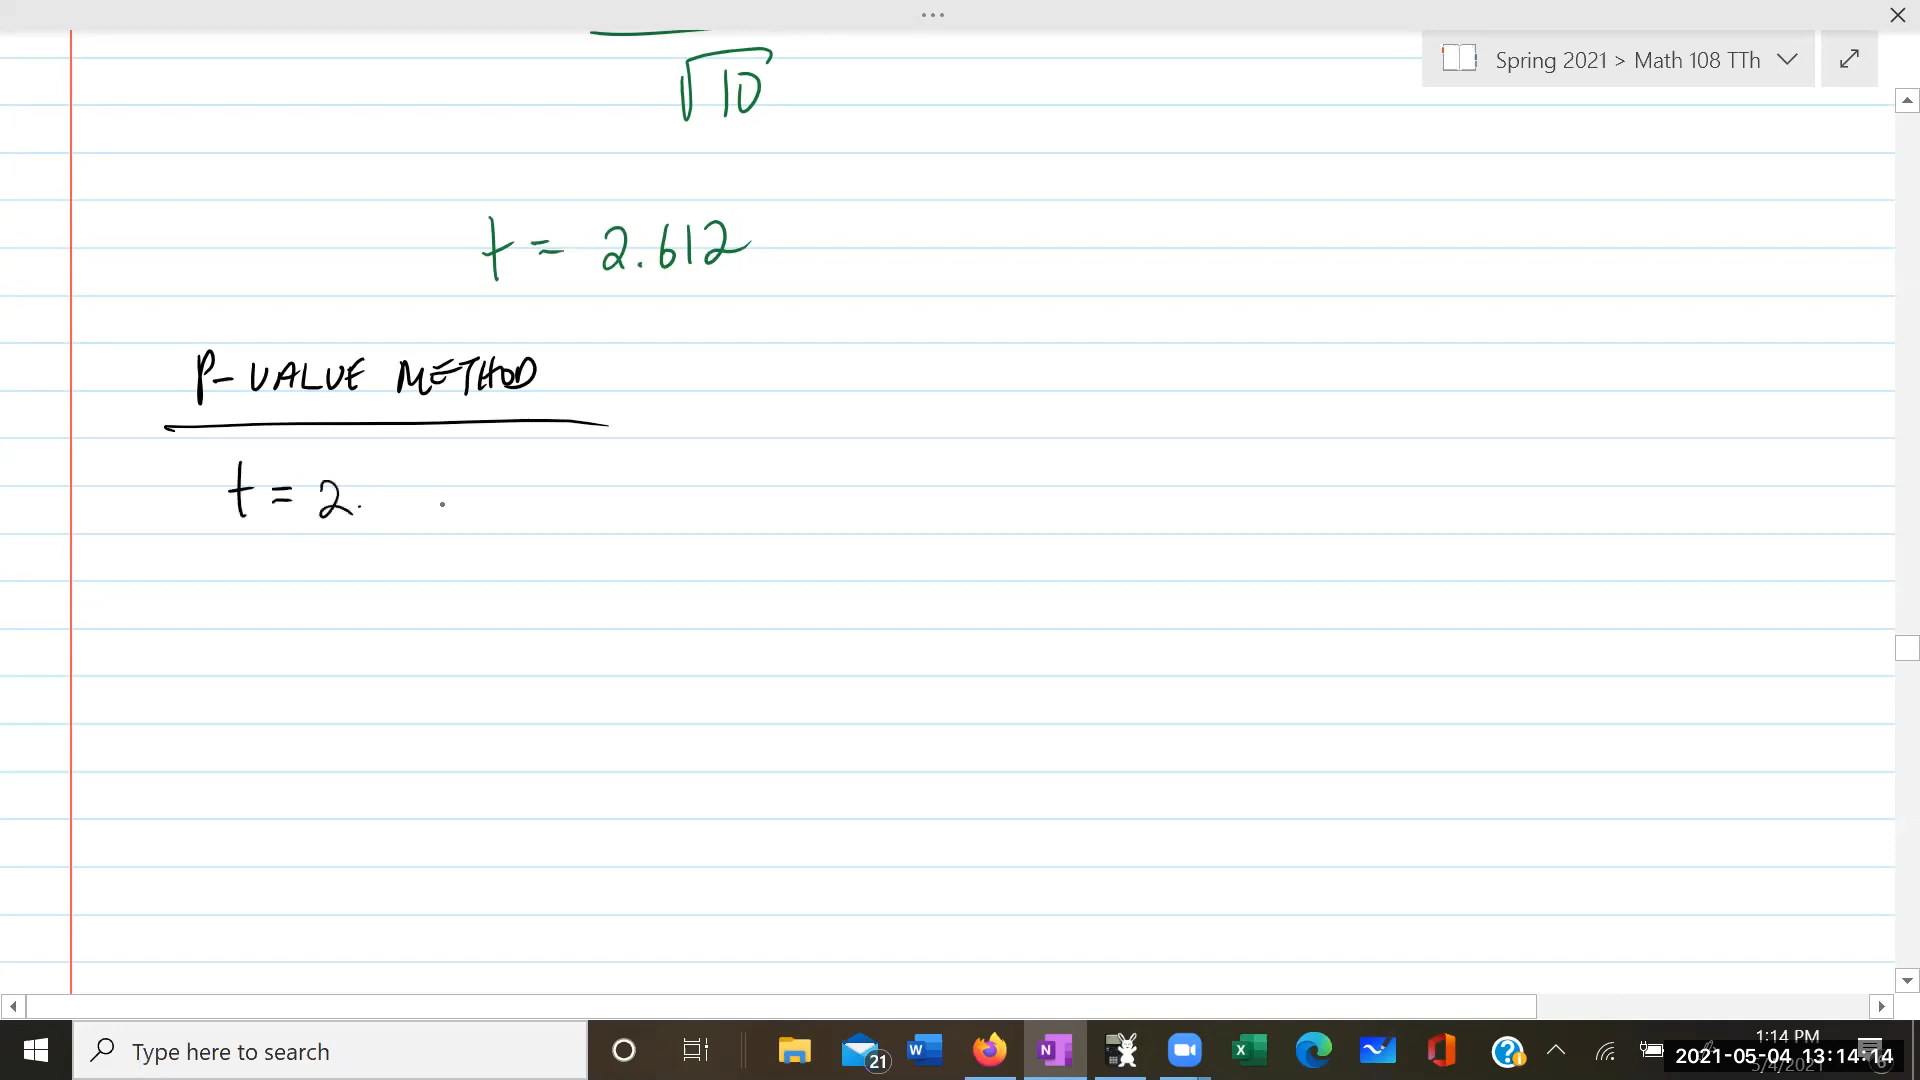 ...
Spring 2021 > Math 108 TTh
√10
t = 2.612
P-VALUE METHOD
t = 2.
Type here to search
21
1:14 PM
2021-05-04 13:14:14